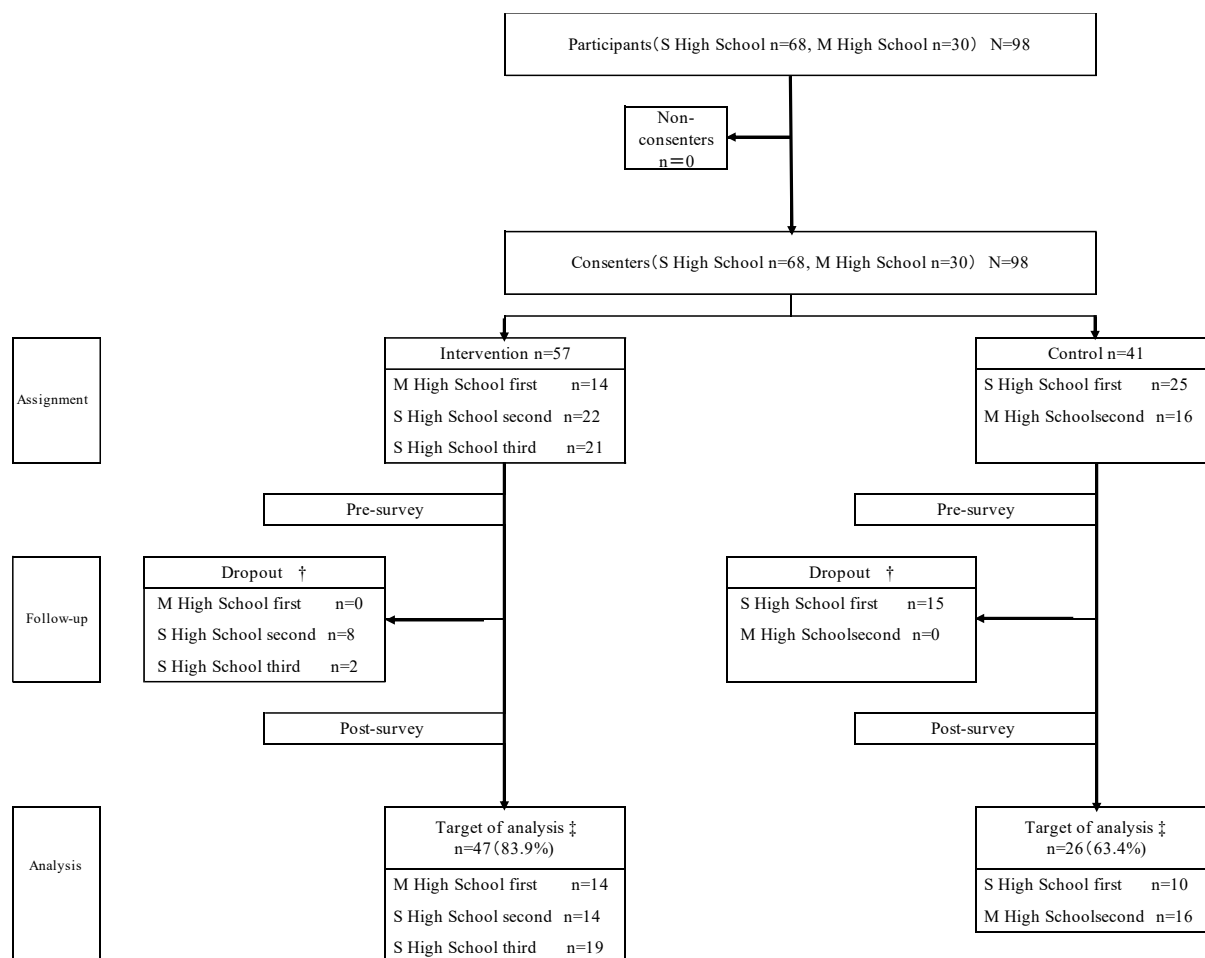 Participants（S High School n=68, M High School n=30） N=98
Non-
consenters
n＝0
Consenters（S High School n=68, M High School n=30） N=98
Assignment
Intervention n=57
M High School first n=14
S High School second n=22
S High School third n=21
Control n=41
S High School first n=25
M High Schoolsecond n=16
Pre-survey
Pre-survey
Follow-up
Dropout †
M High School first n=0
S High School second n=8
S High School third n=2
Dropout †
S High School first n=15
M High Schoolsecond n=0
Post-survey
Post-survey
Analysis
Target of analysis ‡
n=47（83.9%）
M High School first n=14
S High School second n=14
S High School third n=19
Target of analysis ‡
n=26（63.4%）
S High School first n=10
M High Schoolsecond n=16